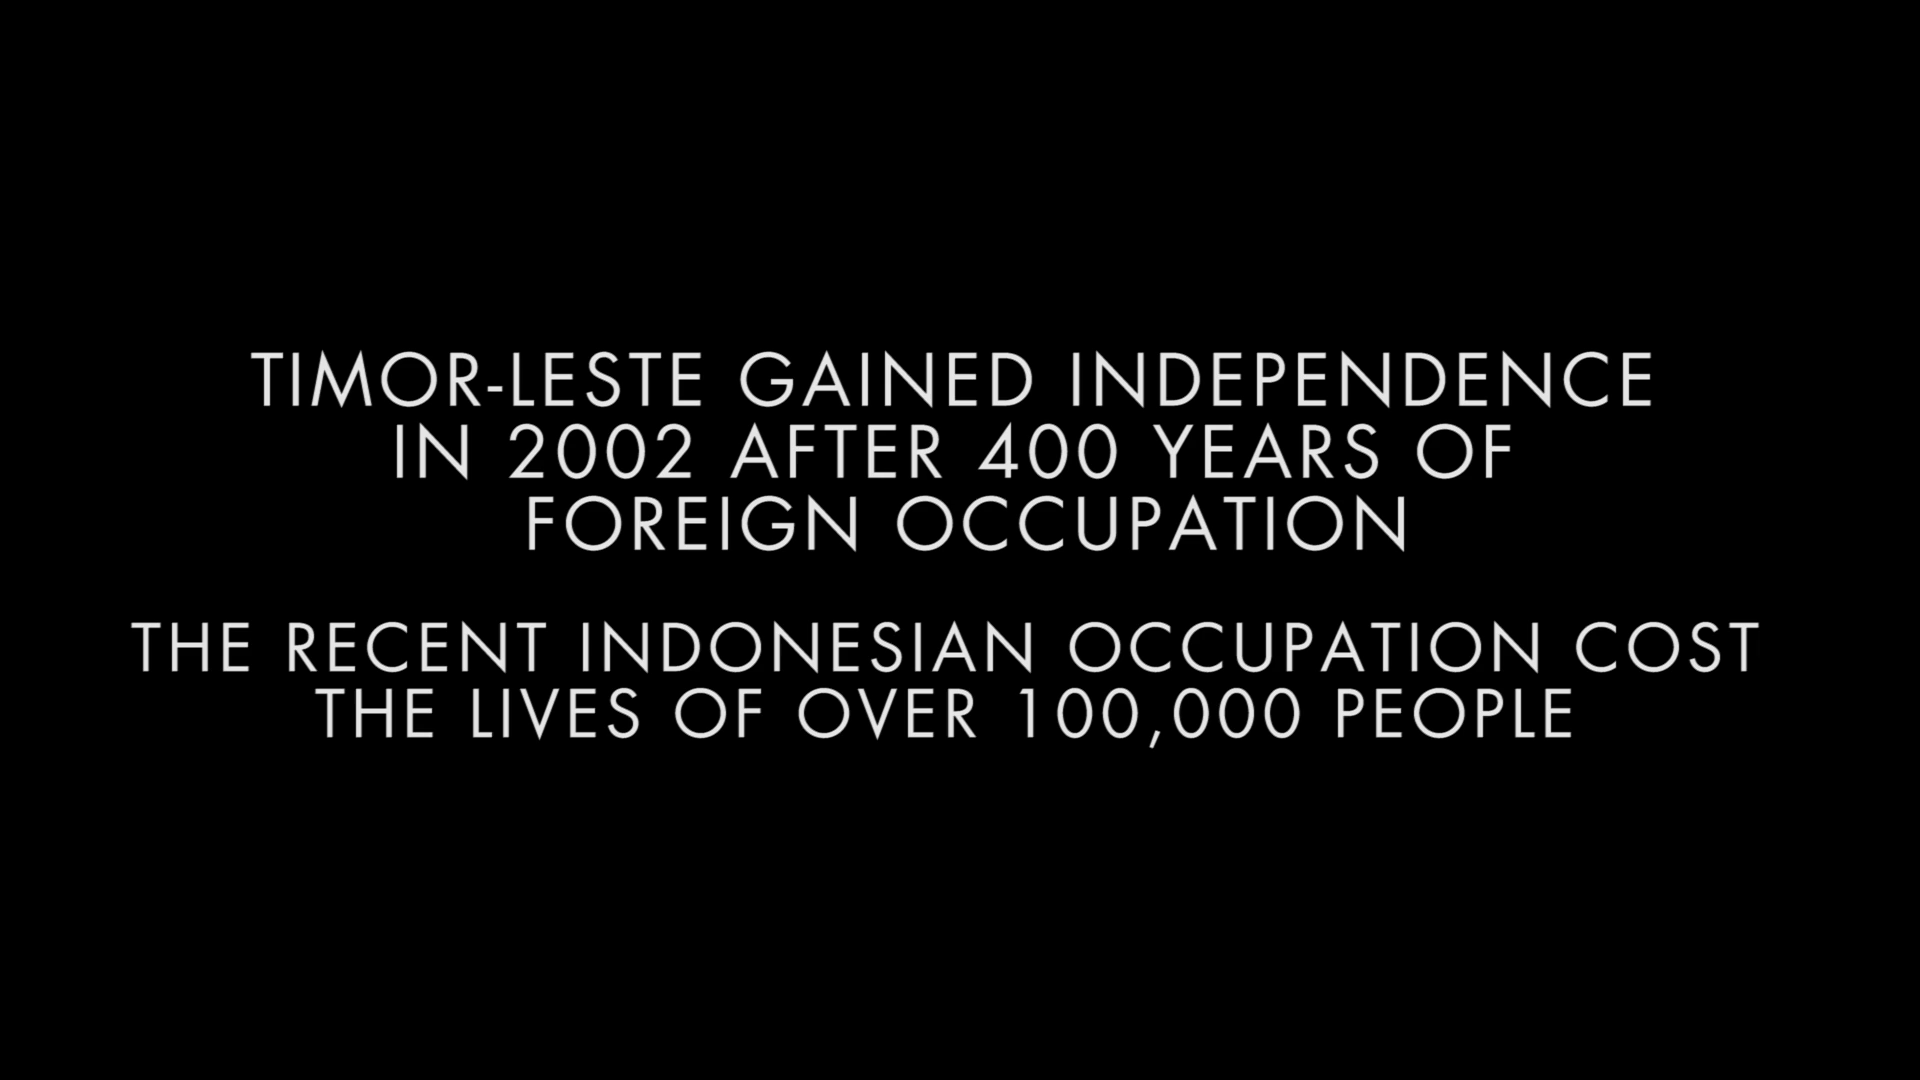 TIMOR-LESTE GAINED INDEPENDENCE
IN 2002 AFTER 400 YEARS OF
FOREIGN OCCUPATION
THE RECENT INDONESIAN OCCUPATION COST
THE LIVES OF OVER 100,000 PEOPLE